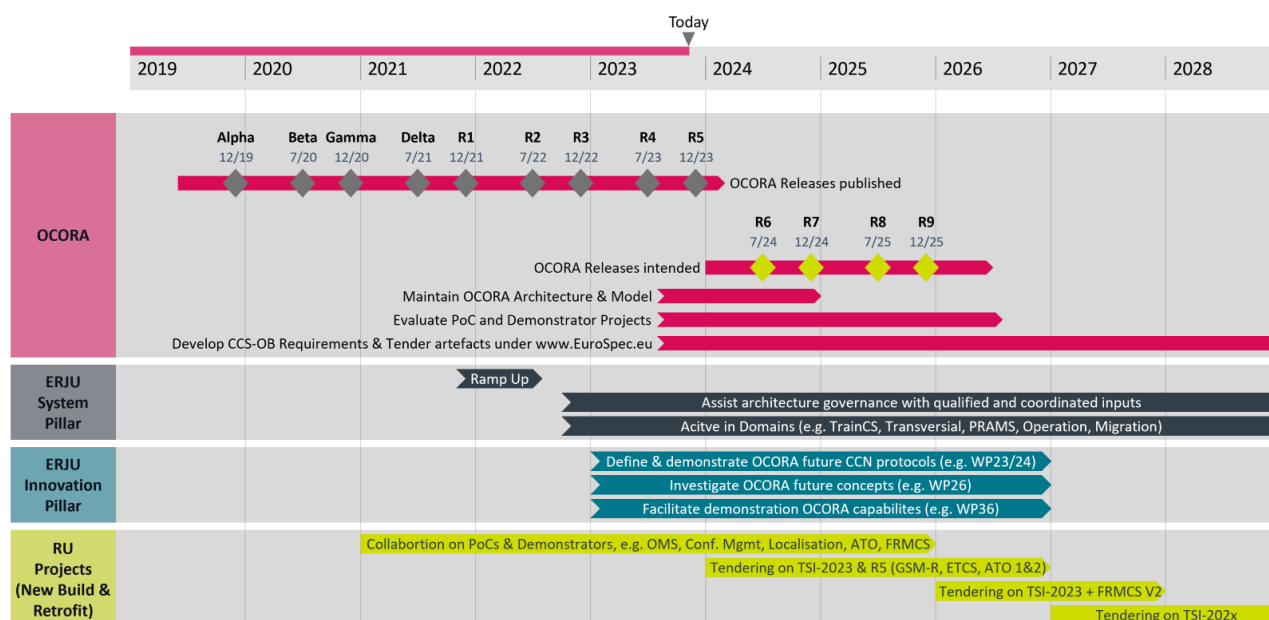 Today
2019 2020 2021 2022 2023 2024 2025 2026 2027 2028
OCORA
Alpha Beta Gamma Delta R1 R2 R3 R4 R5
12/19 7/20 12/20 7/21 12/21 7/22 12/22 7/23 12/23
OCORA Releases published
R6 R7 R8 R9
7/24 12/24 7/25 12/25
OCORA Releases intended
Maintain OCORA Architecture & Model
Evaluate PoC and Demonstrator Projects
Develop CCS-OB Requirements & Tender artefacts under www.EuroSpec.eu
ERJU
System
Pillar
Ramp Up
Assist architecture governance with qualified and coordinated inputs
Acitve in Domains (e.g. TrainCS, Transversial, PRAMS, Operation, Migration)
ERJU
Innovation
Pillar
Define & demonstrate OCORA future CCN protocols (e.g. WP23/24)
Investigate OCORA future concepts (e.g. WP26)
Facilitate demonstration OCORA capabilites (e.g. WP36)
RU
Projects
(New Build &
Retrofit)
Collabortion on PoCs & Demonstrators, e.g. OMS, Conf. Mgmt, Localisation, ATO, FRMCS
Tendering on TSI-2023 & R5 (GSM-R, ETCS, ATO 1&2)
Tendering on TSI-2023 + FRMCS V2
Tendering on TSI-202x